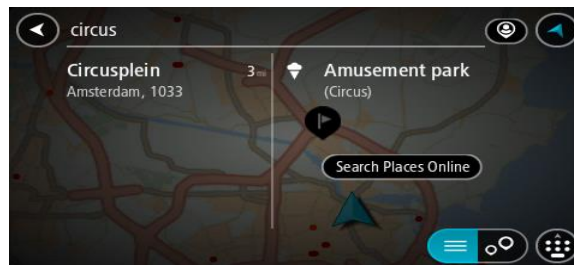 circus
Circusplein
3 mi
Amsterdam, 1033
Amusement park
(Circus)
Search Places Online